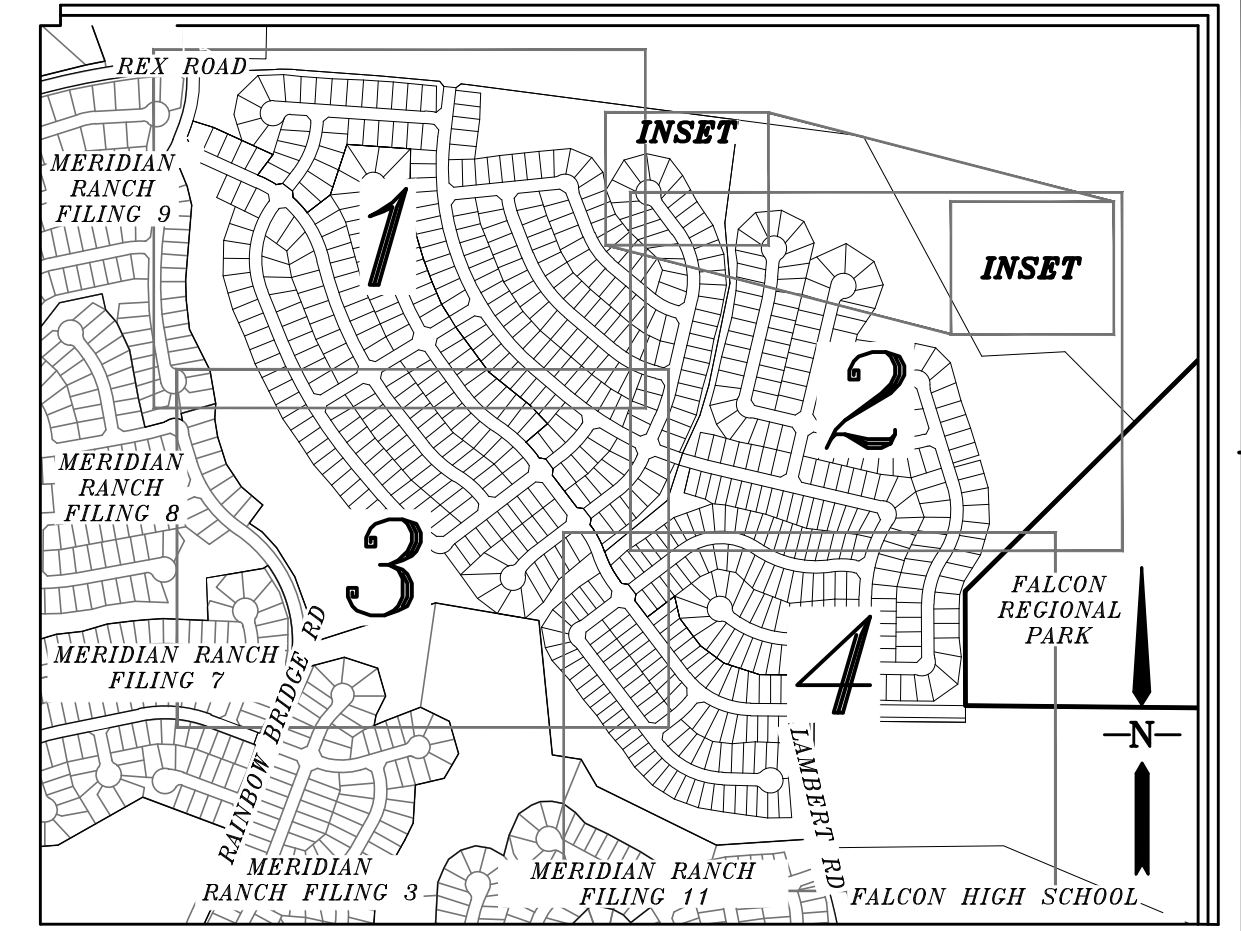 REX ROAD
INSET
MERIDIAN
RANCH
FILING 9
1
INSET
2
MERIDIAN
RANCH
FILING 8
3
FALCON
REGIONAL
PARK
MERIDIAN RANCH
FILING 7
4
RAINBOW BRIDGE RD
N
LAMBERT RD
MERIDIAN
RANCH FILING 3
MERIDIAN RANCH
FILING 11
FALCON HIGH SCHOOL